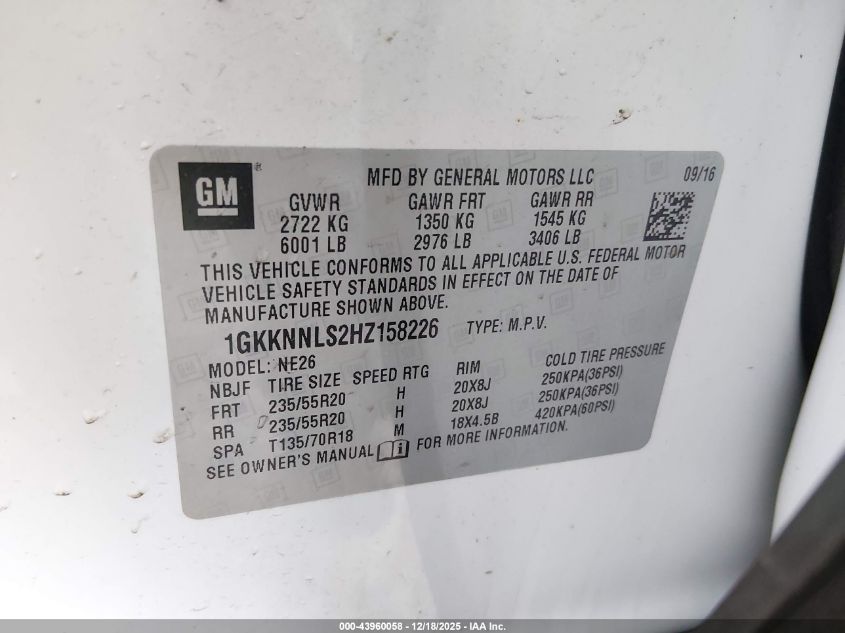 GM ®
MFD BY GENERAL MOTORS LLC 09/16
GVWR GAWR FRT GAWR RR
2722 KG 1350 KG 1545 KG
6001 LB 2976 LB 3406 LB
THIS VEHICLE CONFORMS TO ALL APPLICABLE U.S. FEDERAL MOTOR
VEHICLE SAFETY STANDARDS IN EFFECT ON THE DATE OF
MANUFACTURE SHOWN ABOVE.
1GKKNNLS2HZ158226 TYPE: M.P.V.
MODEL: NE26
NBJF TIRE SIZE SPEED RTG RIM COLD TIRE PRESSURE
FRT 235/55R20 H 20X8J 250KPA(36PSI)
RR 235/55R20 H 20X8J 250KPA(36PSI)
SPA T135/70R18 M 18X4.5B 420KPA(60PSI)
SEE OWNER'S MANUAL i FOR MORE INFORMATION.
000-43960058 - 12/18/2025 - IAA Inc.